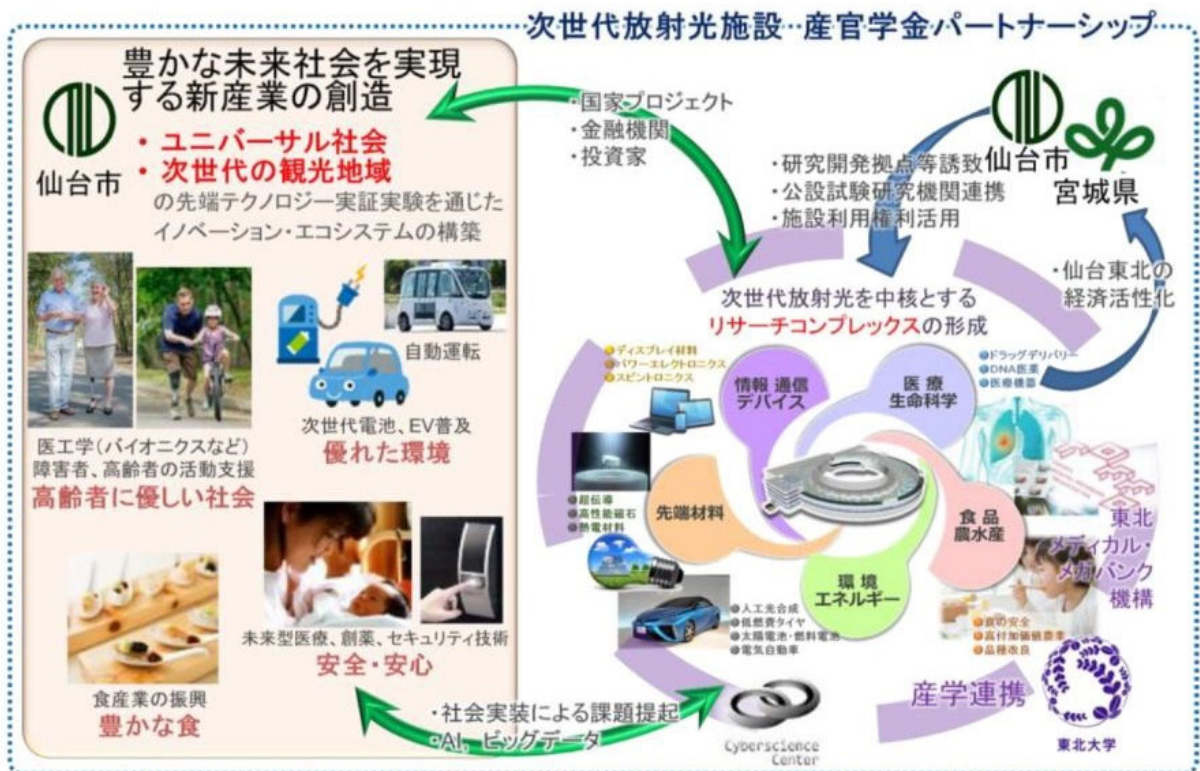 次世代放射光施設 産官学金パートナーシップ
豊かな未来社会を実現
する新産業の創造
仙台市
・ユニバーサル社会
・次世代の観光地域
の先端テクノロジー実証実験を通じた
イノベーション・エコシステムの構築
自動運転
医工学(バイオニクスなど)
障害者、高齢者の活動支援
高齢者に優しい社会
次世代電池、EV普及
優れた環境
未来型医療、創薬、セキュリティ技術
安全・安心
食産業の振興
豊かな食
・国家プロジェクト
・金融機関
・投資家
・研究開発拠点等誘致
・公設試験研究機関連携
・施設利用権利活用
仙台市
宮城県
・仙台東北の
経済活性化
次世代放射光を中核とする
リサーチコンプレックスの形成
ディスプレイ材料
パワーエレクトロニクス
スピントロニクス
情報 通信
デバイス
医療
生命科学
ドラッグデリバリー
DNA医薬
医療機器
超伝導
高性能磁石
熱電材料
先端材料
食品
農水産
環境
エネルギー
東北
メディカル・
メガバンク
機構
人工光合成
低燃費タイヤ
太陽電池・燃料電池
電気自動車
食の安全
高付加価値農業
品種改良
・社会実装による課題提起
・AI, ビッグデータ
Cyberscience
Center
産学連携
東北大学